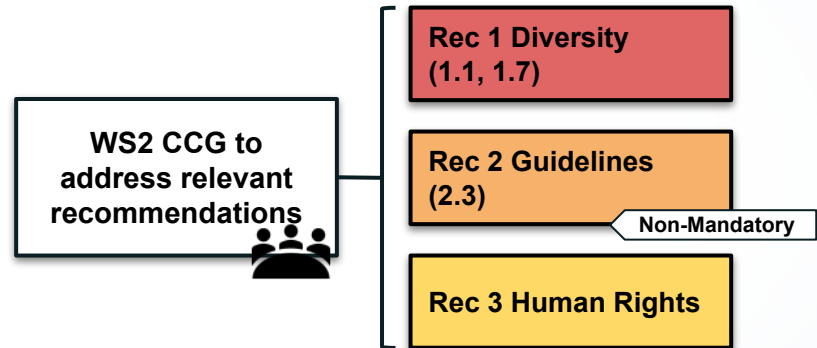 WS2 CCG to
address relevant
recommendations
Rec 1 Diversity
(1.1, 1.7)
Rec 2 Guidelines
(2.3)
Non-Mandatory
Rec 3 Human Rights